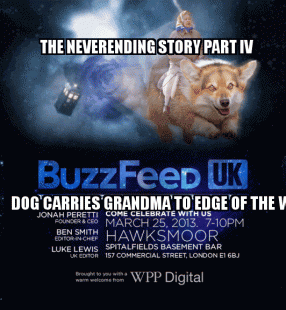 THE NEVERENDING STORY PART IV
BuzzFeed UK
DOG CARRIES GRANDMA TO EDGE OF THE
JONAH PERETTI
FOUNDER & CEO
BEN SMITH
EDITOR-IN-CHIEF
LUKE LEWIS
UK EDITOR
COME CELEBRATE WITH US
MARCH 25, 2013. 7-10PM
HAWKSMOOR
SPITALFIELDS BASEMENT BAR
157 COMMERCIAL STREET, LONDON E1 6BJ
Brought to you with a
warm welcome from
WPP Digital